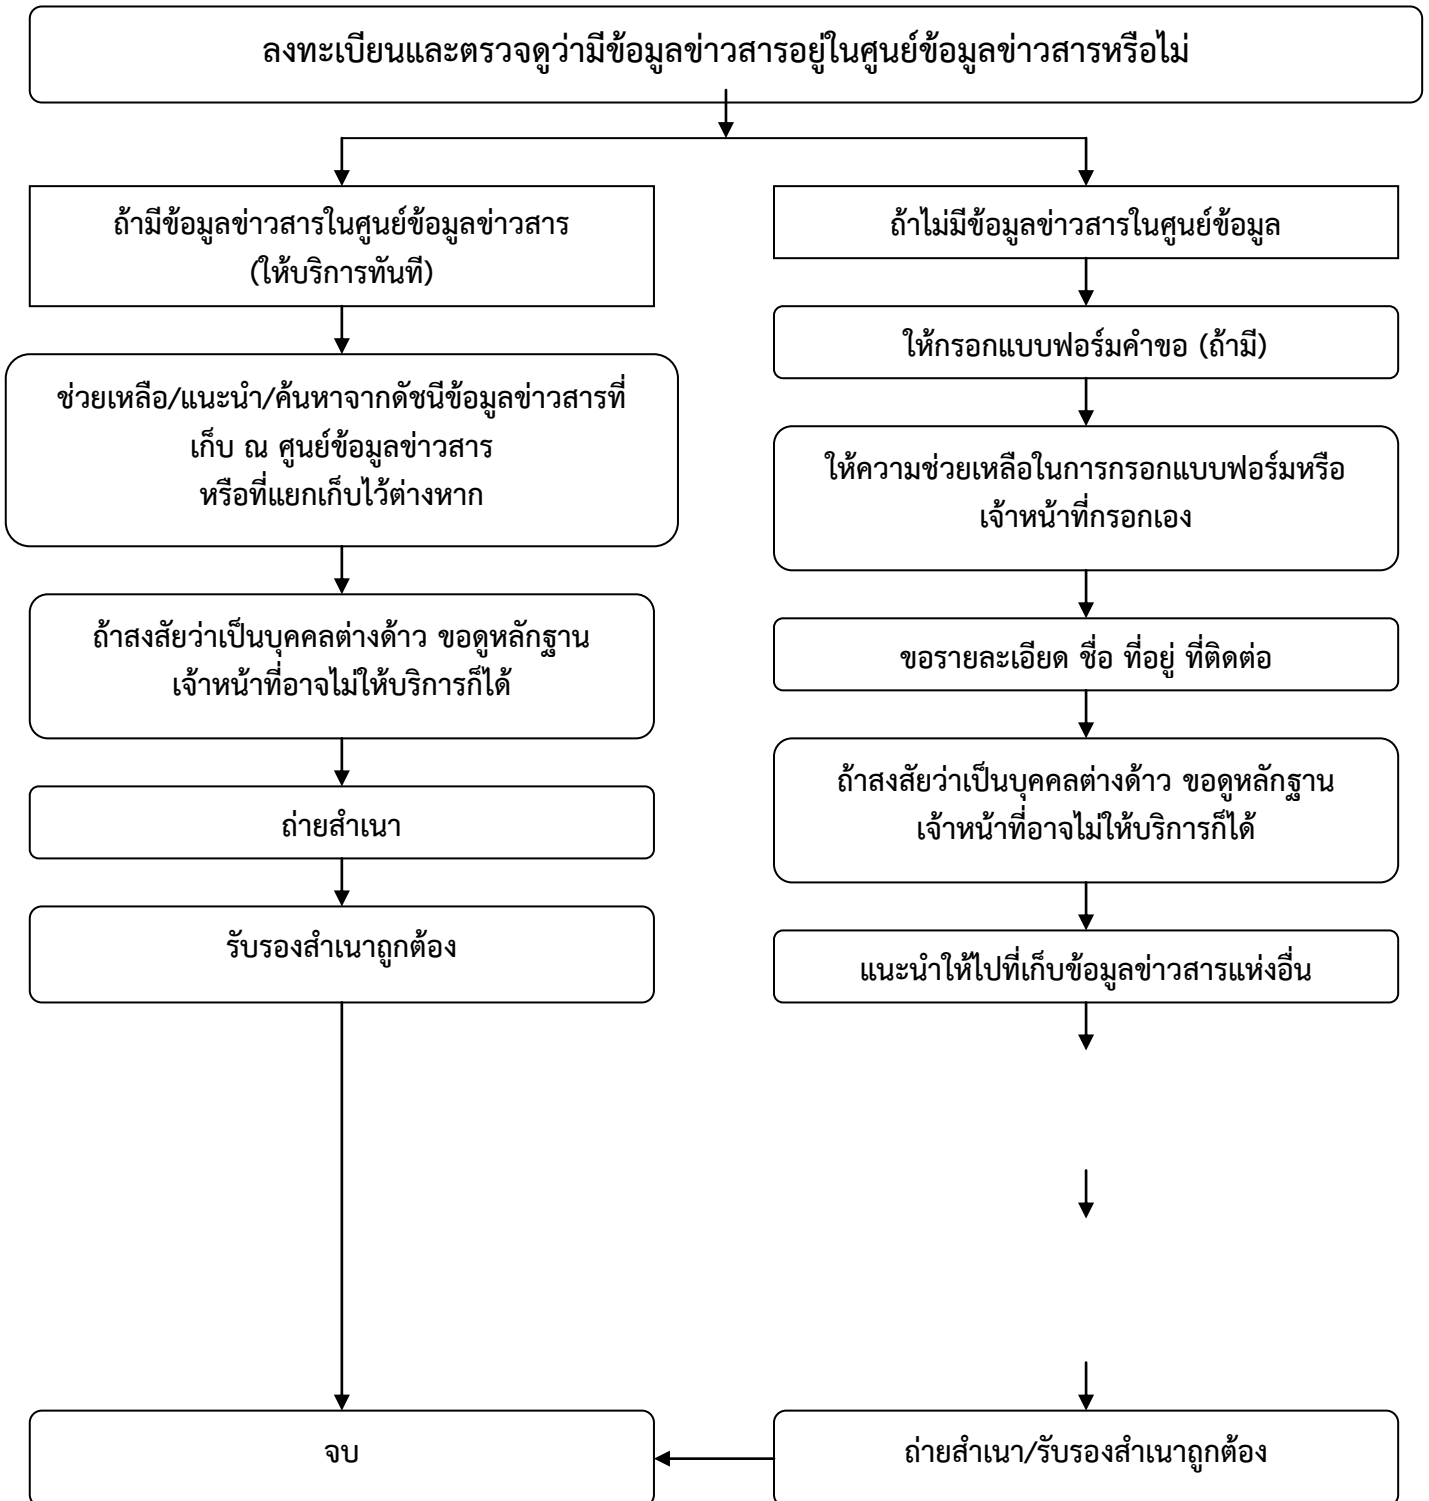 ลงทะเบียนและตรวจดูว่ามีข้อมูลข่าวสารอยู่ในศูนย์ข้อมูลข่าวสารหรือไม่
ถ้ามีข้อมูลข่าวสารในศูนย์ข้อมูลข่าวสาร
(ให้บริการทันที)
ช่วยเหลือ/แนะนำ/ค้นหาจากดัชนีข้อมูลข่าวสารที่
เก็บ ณ ศูนย์ข้อมูลข่าวสาร
หรือที่แยกเก็บไว้ต่างหาก
ถ้าสงสัยว่าเป็นบุคคลต่างด้าว ขอดูหลักฐาน
เจ้าหน้าที่อาจไม่ให้บริการก็ได้
ถ่ายสำเนา
รับรองสำเนาถูกต้อง
ถ้าไม่มีข้อมูลข่าวสารในศูนย์ข้อมูล
ให้กรอกแบบฟอร์มคำขอ (ถ้ามี)
ให้ความช่วยเหลือในการกรอกแบบฟอร์มหรือ
เจ้าหน้าที่กรอกเอง
ขอรายละเอียด ชื่อ ที่อยู่ ที่ติดต่อ
ถ้าสงสัยว่าเป็นบุคคลต่างด้าว ขอดูหลักฐาน
เจ้าหน้าที่อาจไม่ให้บริการก็ได้
แนะนำให้ไปที่เก็บข้อมูลข่าวสารแห่งอื่น
ถ่ายสำเนา/รับรองสำเนาถูกต้อง
จบ